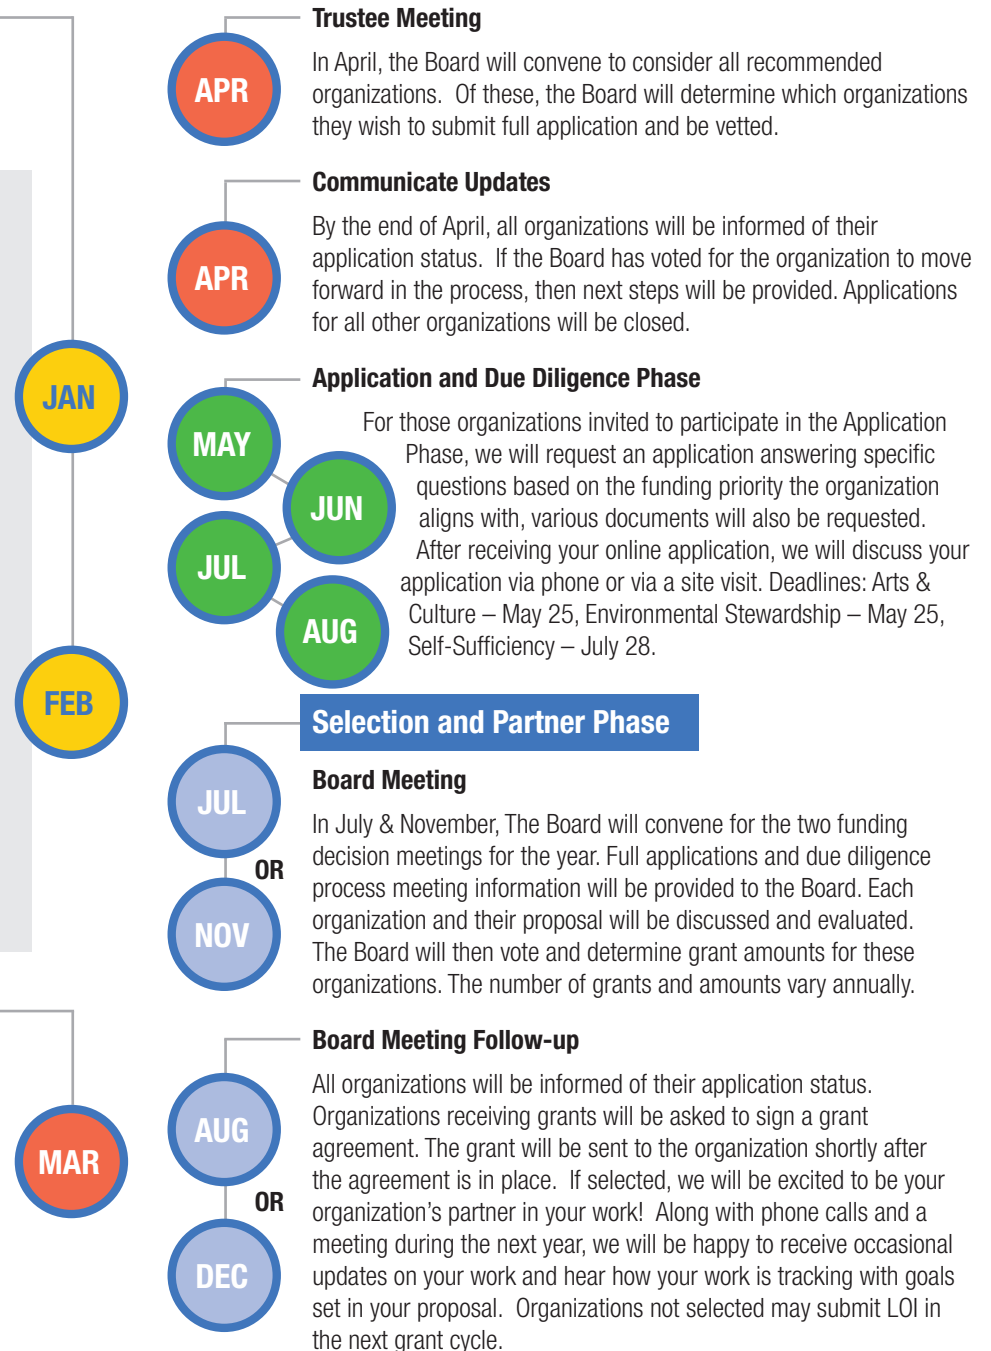 Trustee Meeting
APR
In April, the Board will convene to consider all recommended
organizations.  Of these, the Board will determine which organizations
they wish to submit full application and be vetted.
Communicate Updates
APR
By the end of April, all organizations will be informed of their
application status.  If the Board has voted for the organization to move
forward in the process, then next steps will be provided. Applications
for all other organizations will be closed.
JAN
Application and Due Diligence Phase
MAY
JUN
JUL
AUG
For those organizations invited to participate in the Application
Phase, we will request an application answering specific
questions based on the funding priority the organization
aligns with, various documents will also be requested.
After receiving your online application, we will discuss your
application via phone or via a site visit. Deadlines: Arts &
Culture – May 25, Environmental Stewardship – May 25,
Self-Sufficiency – July 28.
FEB
Selection and Partner Phase
Board Meeting
JUL
OR
NOV
In July & November, The Board will convene for the two funding
decision meetings for the year. Full applications and due diligence
process meeting information will be provided to the Board. Each
organization and their proposal will be discussed and evaluated.
The Board will then vote and determine grant amounts for these
organizations. The number of grants and amounts vary annually.
Board Meeting Follow-up
MAR
AUG
OR
DEC
All organizations will be informed of their application status.
Organizations receiving grants will be asked to sign a grant
agreement. The grant will be sent to the organization shortly after
the agreement is in place.  If selected, we will be excited to be your
organization’s partner in your work!  Along with phone calls and a
meeting during the next year, we will be happy to receive occasional
updates on your work and hear how your work is tracking with goals
set in your proposal.  Organizations not selected may submit LOI in
the next grant cycle.